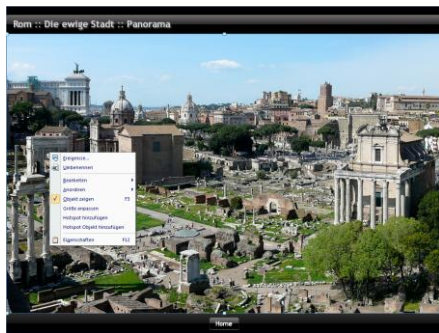 Rom :: Die ewige Stadt :: Panorama
Ereignise...
Umbenennen
Bearbeiten
Anordnen
Objekt zeigen F5
Größe anpassen
Hotspot hinzufügen
Hotspot Objekt hinzufügen
Eigenschaften F12
Home